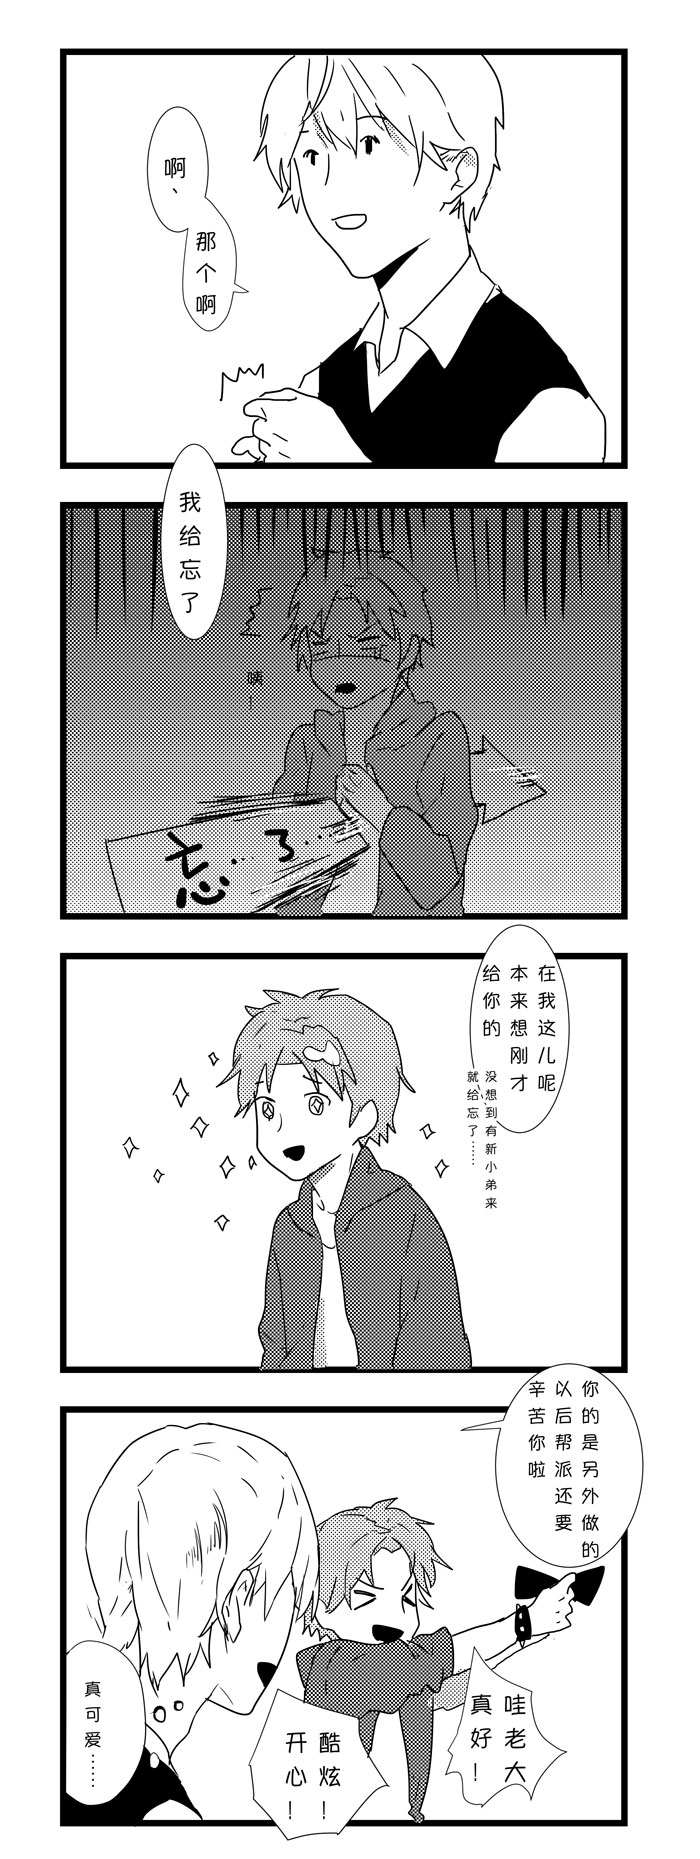 啊、
那个啊
我给忘了
咦…
忘…了…
在我这儿呢
本来想刚才
给你的
没想到有新小弟来
就给忘了……
你的是另外做的
以后帮派还要
辛苦你啦
哇老大
真好！
酷炫！
开心！
真可爱……